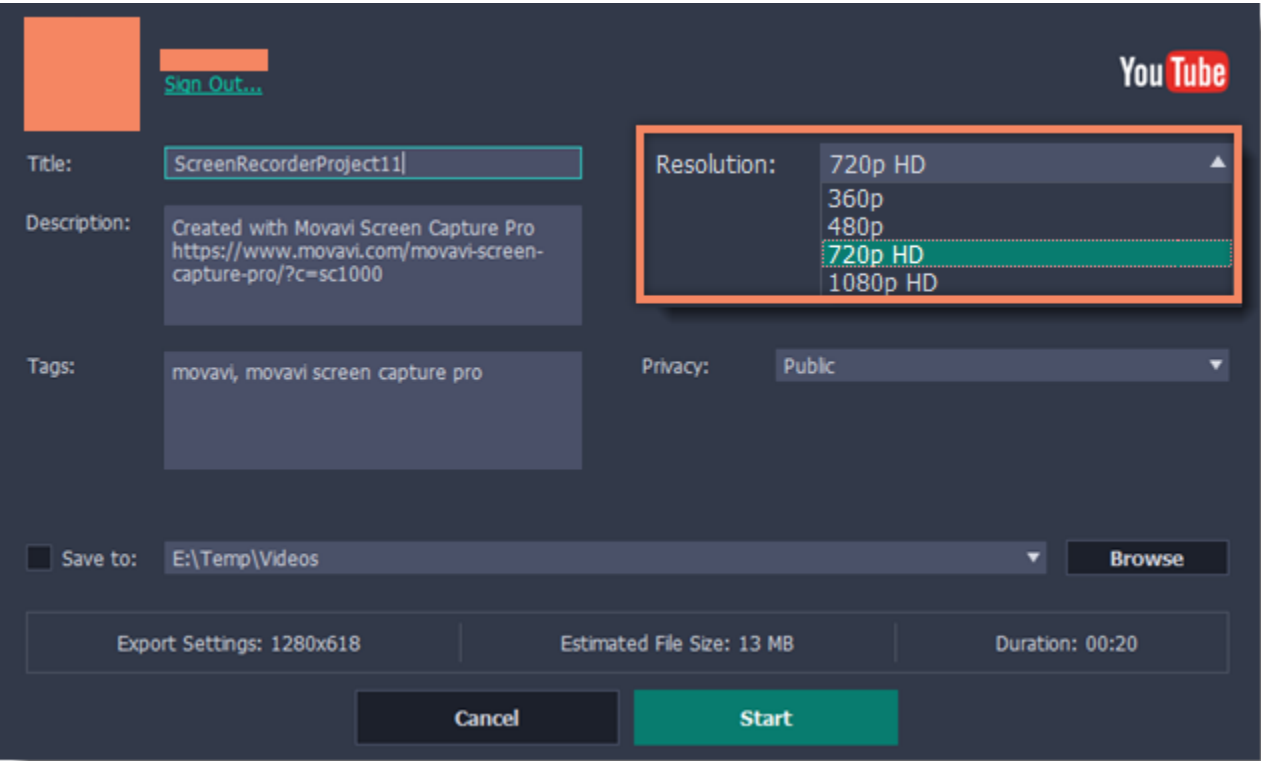 Sign Out...
YouTube
Title: ScreenRecorderProject11
Resolution: 720p HD
360p
480p
720p HD
1080p HD
Description: Created with Movavi Screen Capture Pro
https://www.movavi.com/movavi-screen-
capture-pro/?c=sc1000
Tags: movavi, movavi screen capture pro
Privacy: Public
Save to: E:\Temp\Videos
Browse
Export Settings: 1280x618
Estimated File Size: 13 MB
Duration: 00:20
Cancel
Start